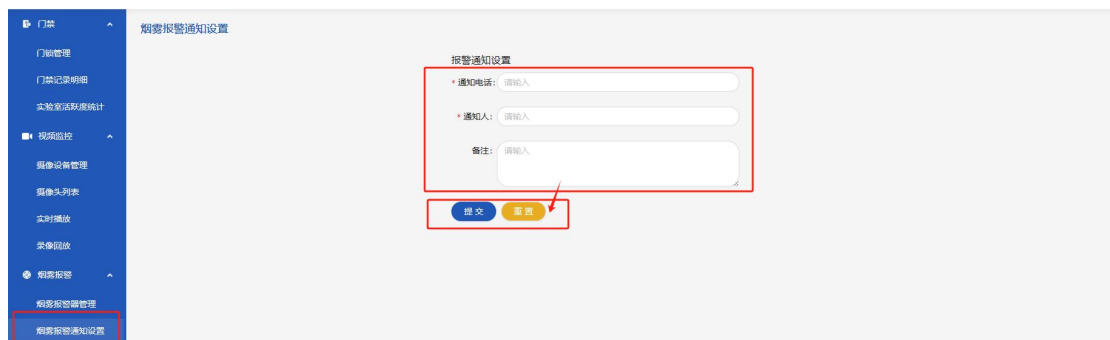 门禁
门锁管理
门禁记录明细
实验室活跃度统计
视频监控
摄像设备管理
摄像头列表
实时播放
录像回放
烟雾报警
烟雾报警器管理
烟雾报警通知设置
烟雾报警通知设置
报警通知设置
* 通知电话: 请输入
* 通知人: 请输入
备注: 请输入
提交 重置